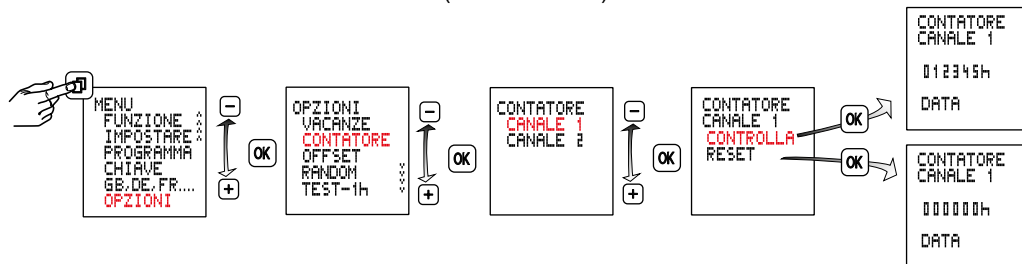 MENU
FUNZIONE
IMPOSTARE
PROGRAMMA
CHIAVE
GB,DE,FR....
OPZIONI
−
+
OK
OPZIONI
VACANZE
CONTATORE
OFFSET
RANDOM
TEST-1h
−
+
OK
CONTATORE
CANALE 1
CANALE 2
−
+
OK
CONTATORE
CANALE 1
CONTROLLA
RESET
OK
OK
CONTATORE
CANALE 1
012345h
DATA
CONTATORE
CANALE 1
000000h
DATA